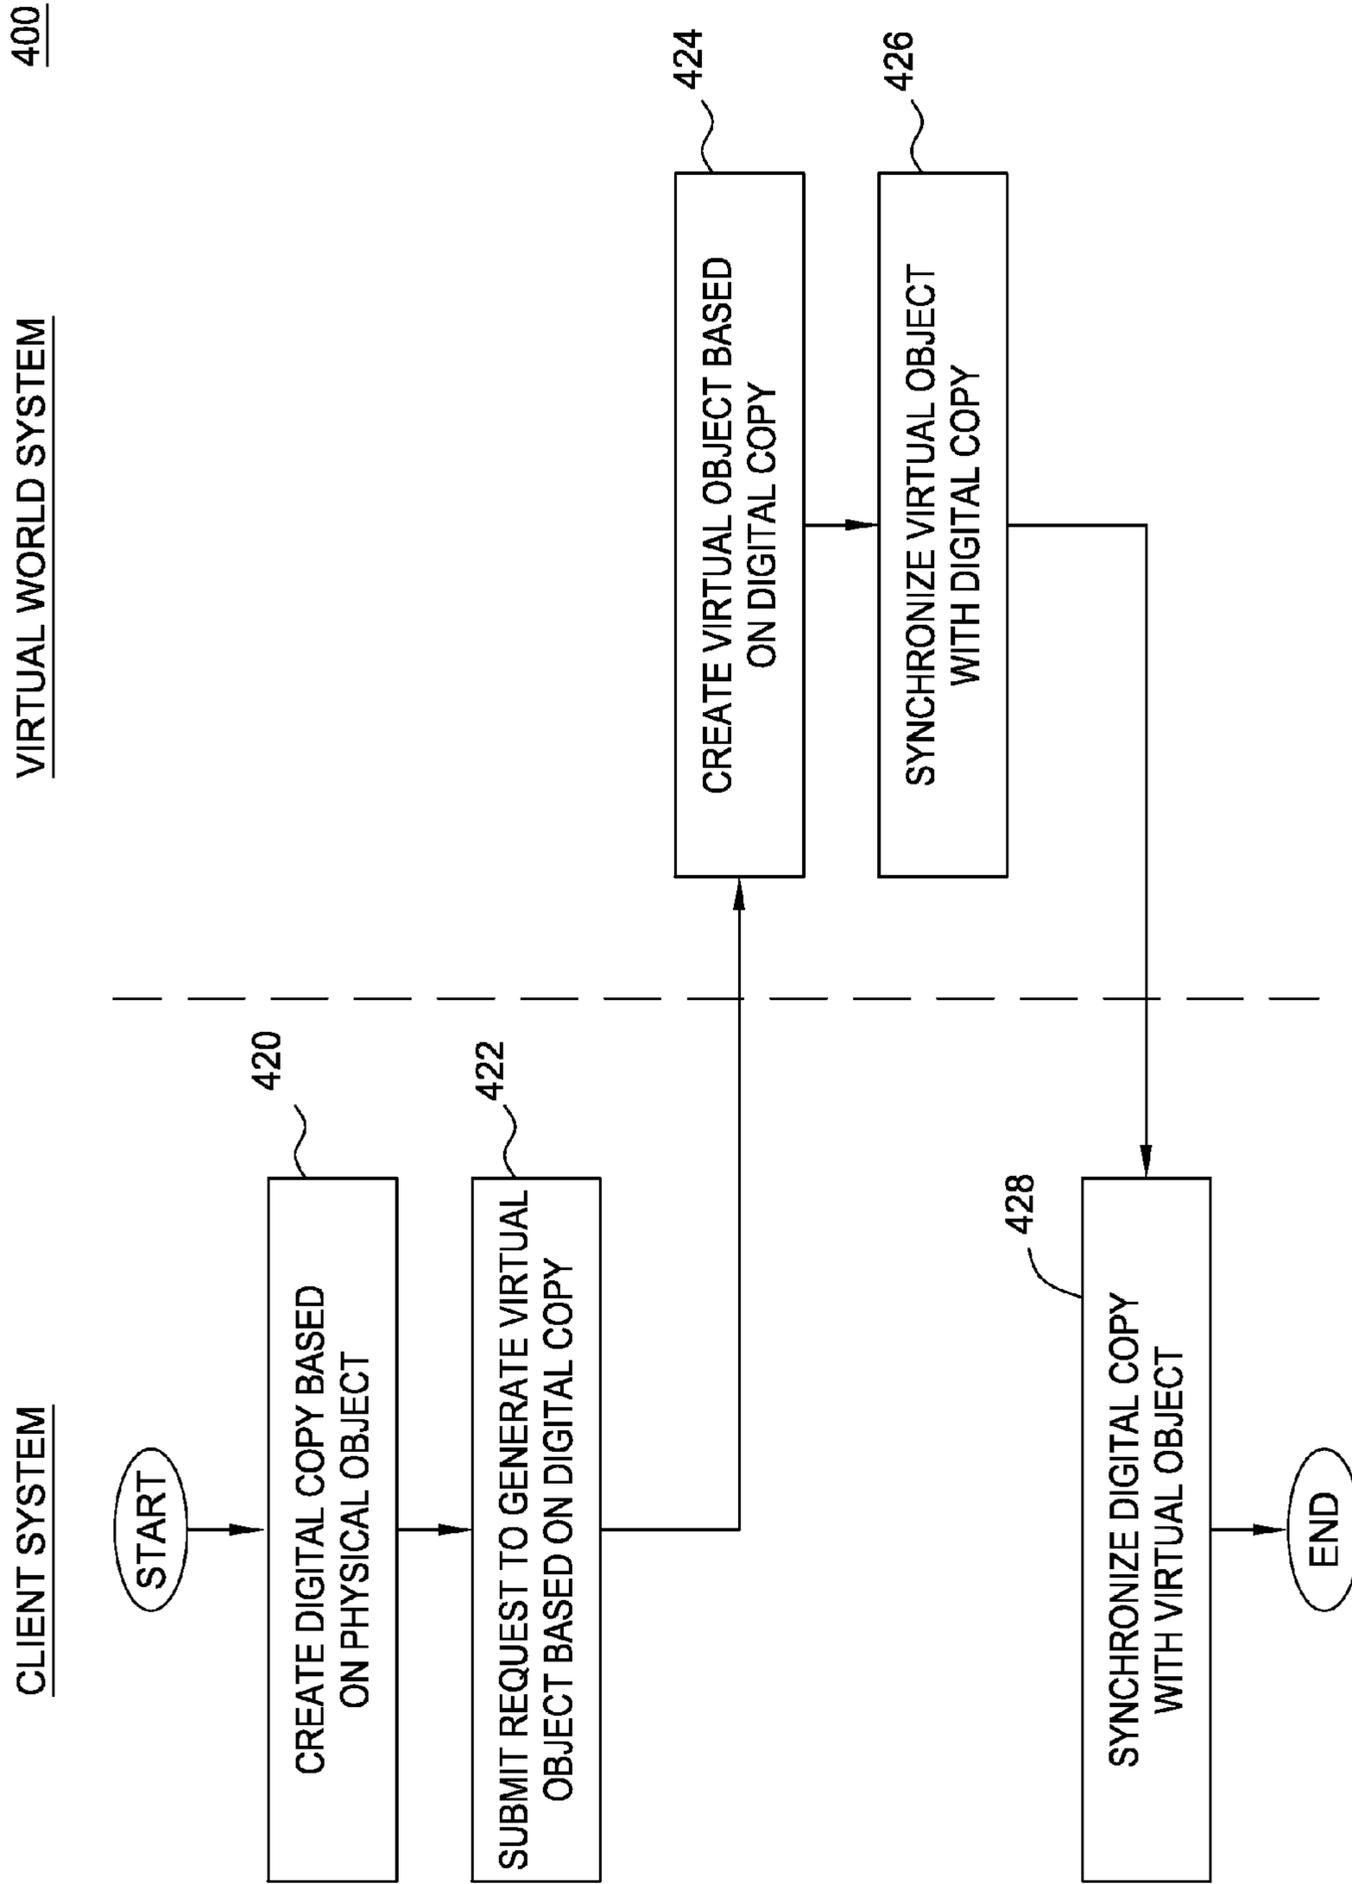 400
CLIENT SYSTEM
VIRTUAL WORLD SYSTEM
START
420
CREATE DIGITAL COPY BASED
ON PHYSICAL OBJECT
422
SUBMIT REQUEST TO GENERATE VIRTUAL
OBJECT BASED ON DIGITAL COPY
424
CREATE VIRTUAL OBJECT BASED
ON DIGITAL COPY
426
SYNCHRONIZE VIRTUAL OBJECT
WITH DIGITAL COPY
428
SYNCHRONIZE DIGITAL COPY
WITH VIRTUAL OBJECT
END